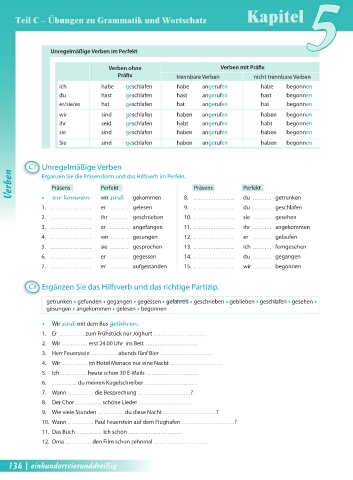 Teil C – Übungen zu Grammatik und Wortschatz Kapitel 5
Unregelmäßige Verben im Perfekt
Verben ohne Präfix Verben mit Präfix
trennbare Verben nicht trennbare Verben
ich habe geschlafen habe angerufen habe begonnen
du hast geschlafen hast angerufen hast begonnen
er/sie/es hat geschlafen hat angerufen hat begonnen
wir sind geschlafen haben angerufen haben begonnen
ihr seid geschlafen habt angerufen habt begonnen
sie sind geschlafen haben angerufen haben begonnen
Sie sind geschlafen haben angerufen haben begonnen
Verben
C7 Unregelmäßige Verben
Ergänzen Sie die Präsensform und das Hilfsverb im Perfekt.
Präsens Perfekt Präsens Perfekt
• wir kommen wir sind gekommen 8. .................... du .......... getrunken
1. .................... er .......... gelesen 9. .................... du .......... geschlafen
2. .................... ihr .......... geschrieben 10. .................... sie .......... gesehen
3. .................... er .......... angefangen 11. .................... ihr .......... angekommen
4. .................... wir .......... gesungen 12. .................... er .......... gelaufen
5. .................... sie .......... gesprochen 13. .................... ich .......... ferngesehen
6. .................... er .......... gegessen 14. .................... du .......... gegangen
7. .................... er .......... aufgestanden 15. .................... wir .......... begonnen
C8 Ergänzen Sie das Hilfsverb und das richtige Partizip.
getrunken • gefunden • gegangen • gegessen • gefahren • geschrieben • geblieben • geschlafen • gesehen •
gesungen • angekommen • gelesen • begonnen
• Wir sind mit dem Bus gefahren.
1. Er ............ zum Frühstück nur Joghurt ........................
2. Wir ............ erst 24.00 Uhr ins Bett ........................
3. Herr Feuerstein ............ abends fünf Bier ........................
4. Wir ............ im Hotel Monaco nur eine Nacht ........................
5. Ich ............ heute schon 30 E-Mails ........................
6. ............ du meinen Kugelschreiber ........................
7. Wann ............ die Besprechung ........................?
8. Der Chor ............ schöne Lieder ........................
9. Wie viele Stunden ............ du diese Nacht ........................?
10. Wann ............ Paul Feuerstein auf dem Flughafen ........................?
11. Das Buch ............ ich schon ........................
12. Oma ............ den Film schon zehnmal ........................
134 | einhundertvierunddreißig